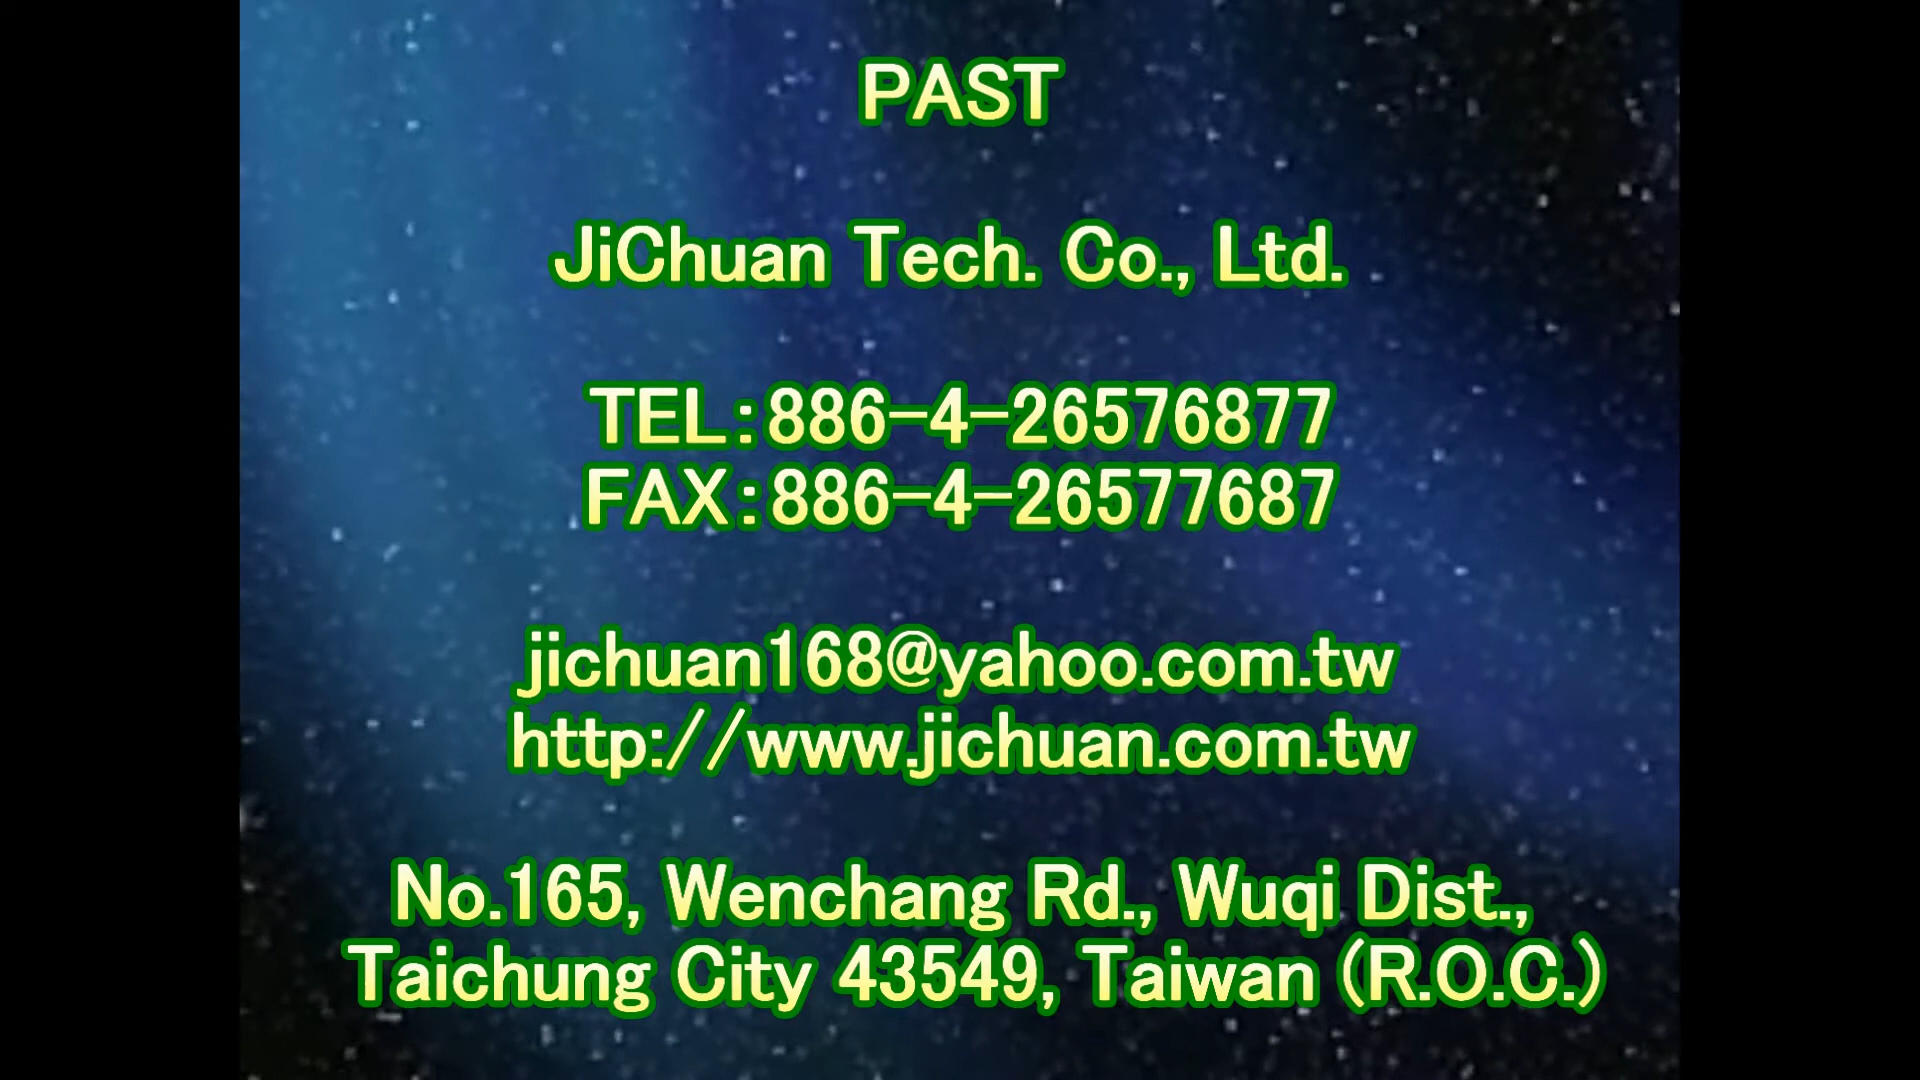 PAST
JiChuan Tech. Co., Ltd.
TEL:886-4-26576877
FAX:886-4-26577687
jichuan168@yahoo.com.tw
http://www.jichuan.com.tw
No.165, Wenchang Rd., Wuqi Dist.,
Taichung City 43549, Taiwan (R.O.C.)